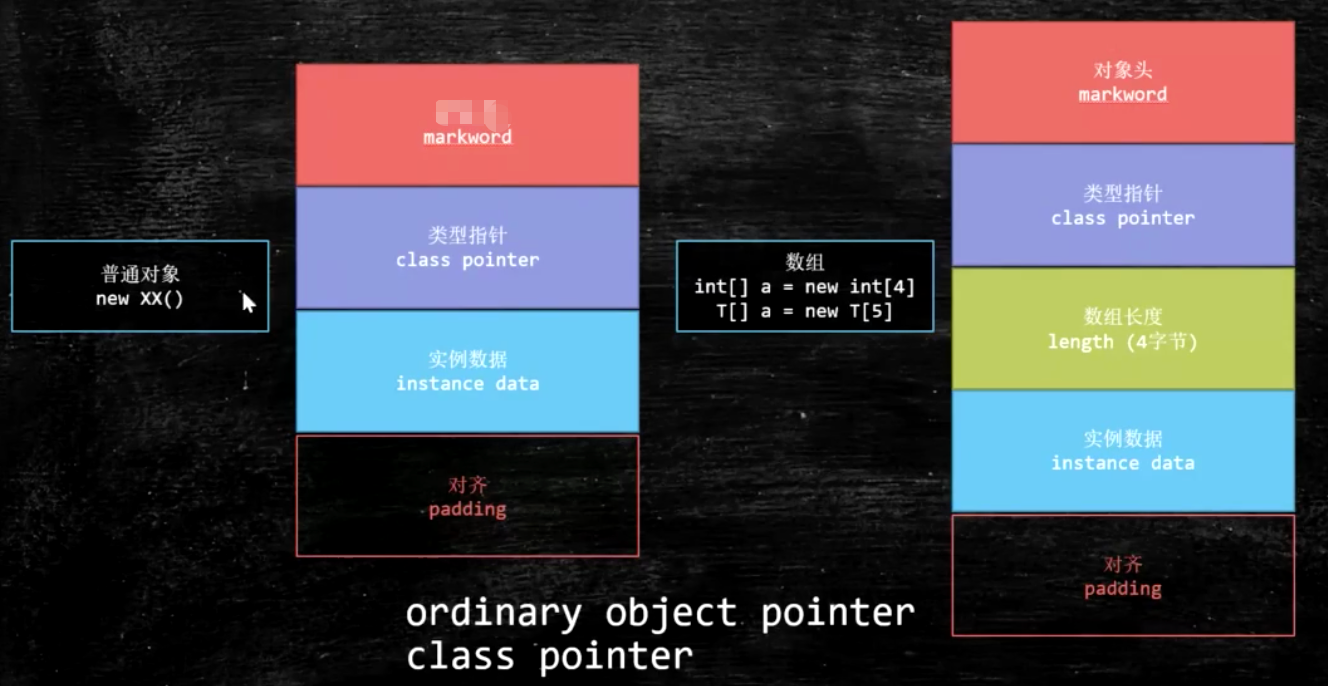 普通对象
new XX()
markword
类型指针
class pointer
实例数据
instance data
对齐
padding
数组
int[] a = new int[4]
T[] a = new T[5]
对象头
markword
类型指针
class pointer
数组长度
length (4字节)
实例数据
instance data
对齐
padding
ordinary object pointer
class pointer